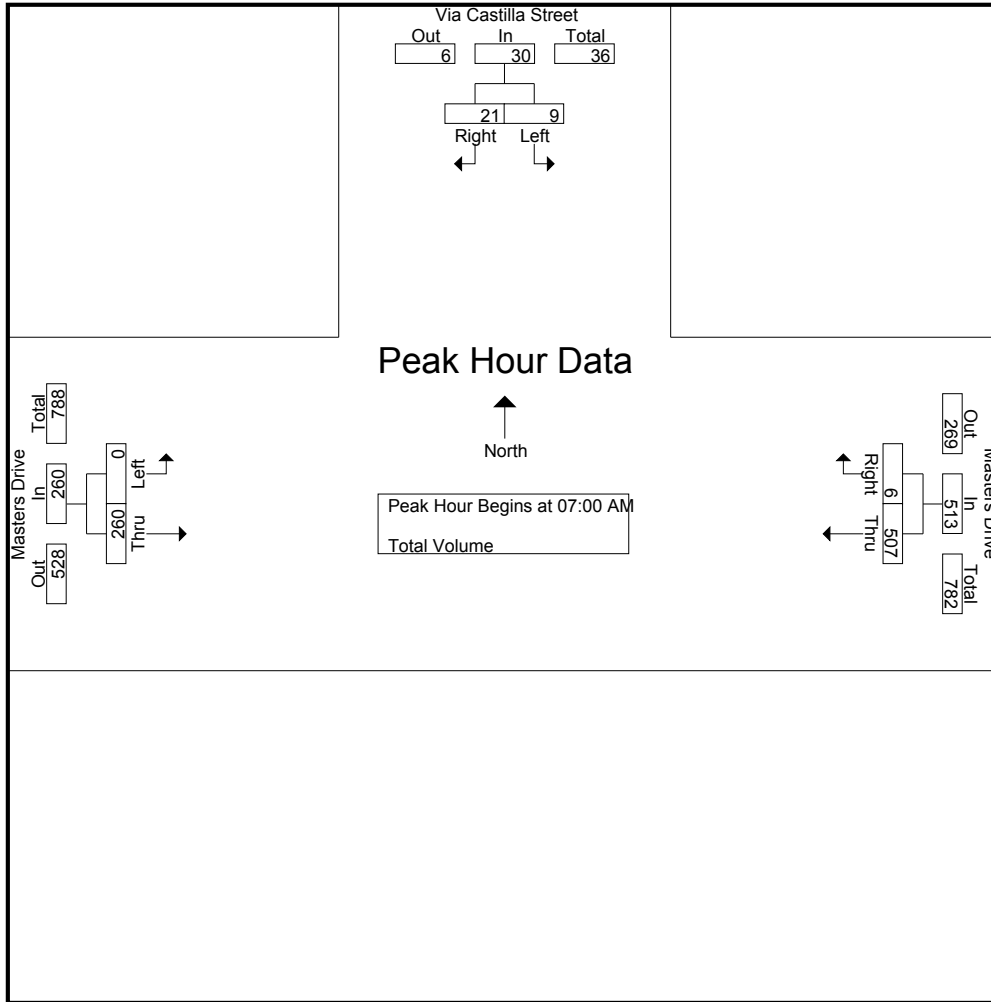 Via Castilla Street
Out In Total
6 30 36
21 9
Right Left
Peak Hour Data
North
Peak Hour Begins at 07:00 AM
Total Volume
Masters Drive
Out In Total
528 260 788
0 260
Left Thru
Masters Drive
Out In Total
269 513 782
6 507
Right Thru